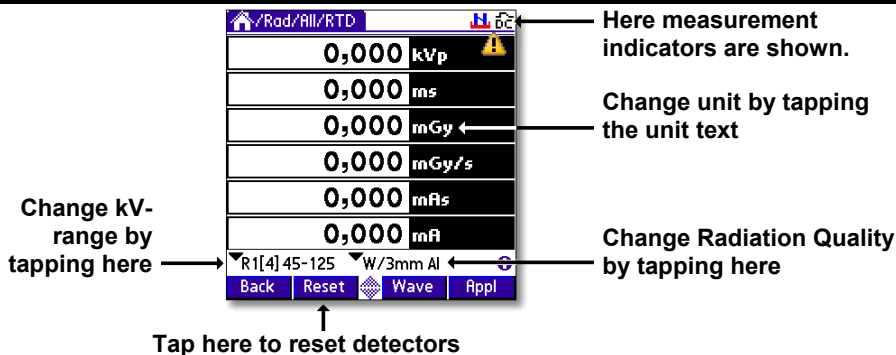 /Rad/All/RTD
DC
0,000 kVp
0,000 ms
0,000 mGy
0,000 mGy/s
0,000 mAs
0,000 mA
R1[4] 45-125 W/3mm Al
Back Reset Wave Appl
Here measurement
indicators are shown.
Change unit by tapping
the unit text
Change kV-
range by
tapping here
Change Radiation Quality
by tapping here
Tap here to reset detectors